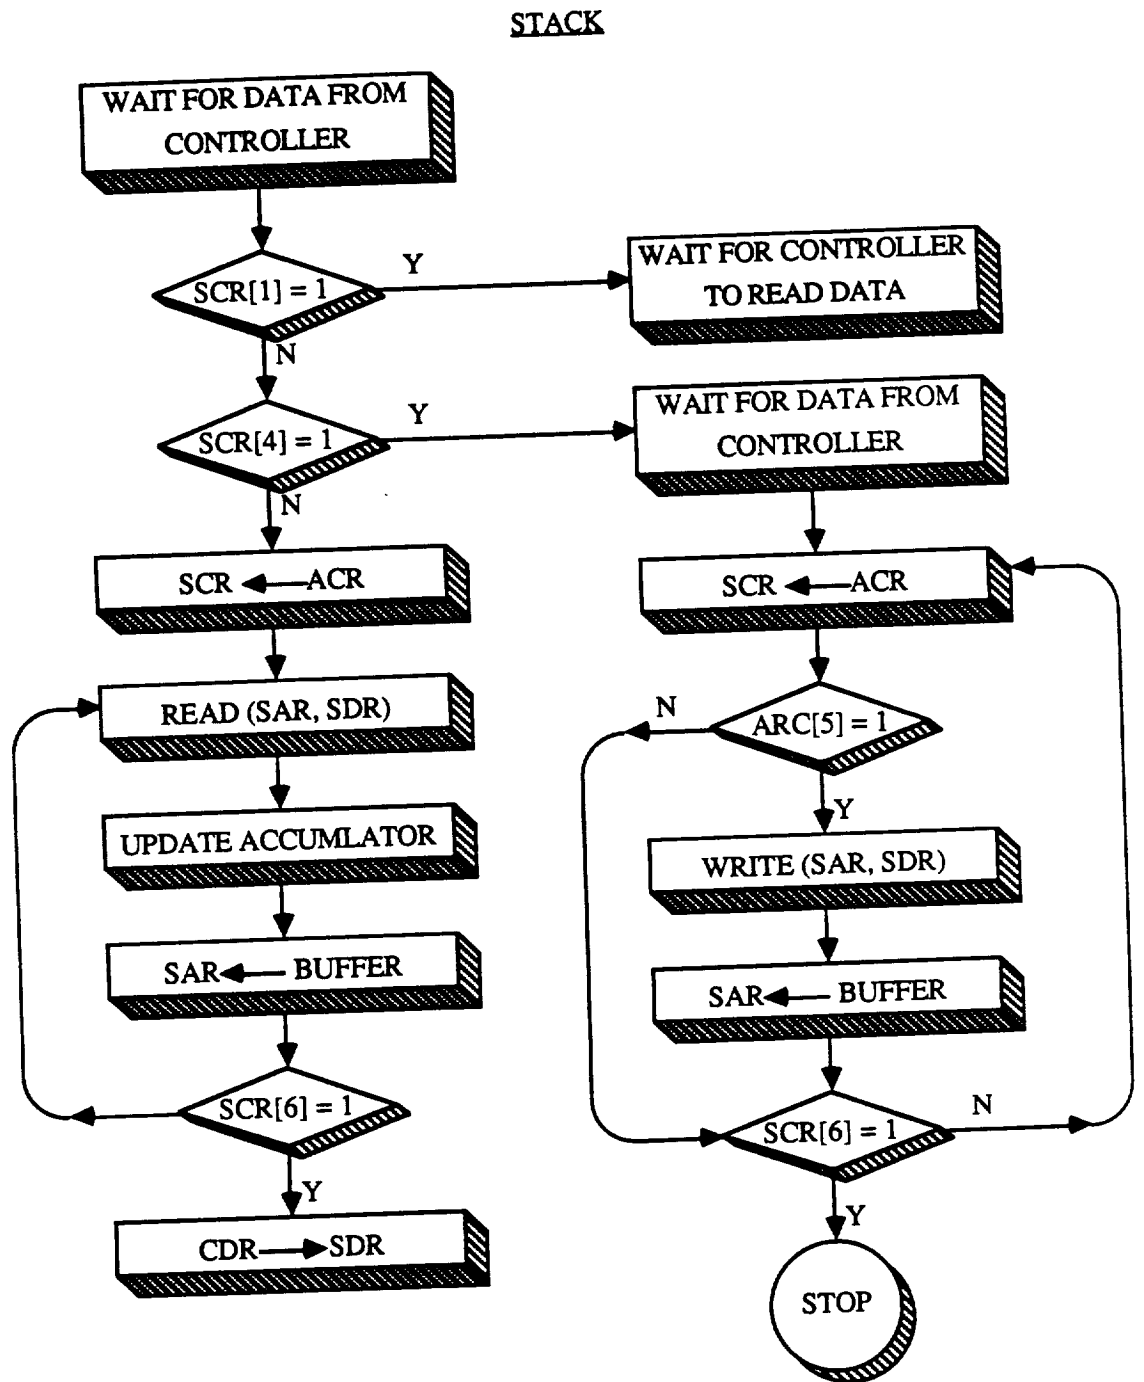 STACK
WAIT FOR DATA FROM
CONTROLLER
SCR[1] = 1
Y
WAIT FOR CONTROLLER
TO READ DATA
N
SCR[4] = 1
Y
WAIT FOR DATA FROM
CONTROLLER
N
SCR ACR
READ (SAR, SDR)
UPDATE ACCUMLATOR
SAR BUFFER
SCR[6] = 1
Y
CDR SDR
SCR ACR
ARC[5] = 1
N
Y
WRITE (SAR, SDR)
SAR BUFFER
SCR[6] = 1
N
Y
STOP